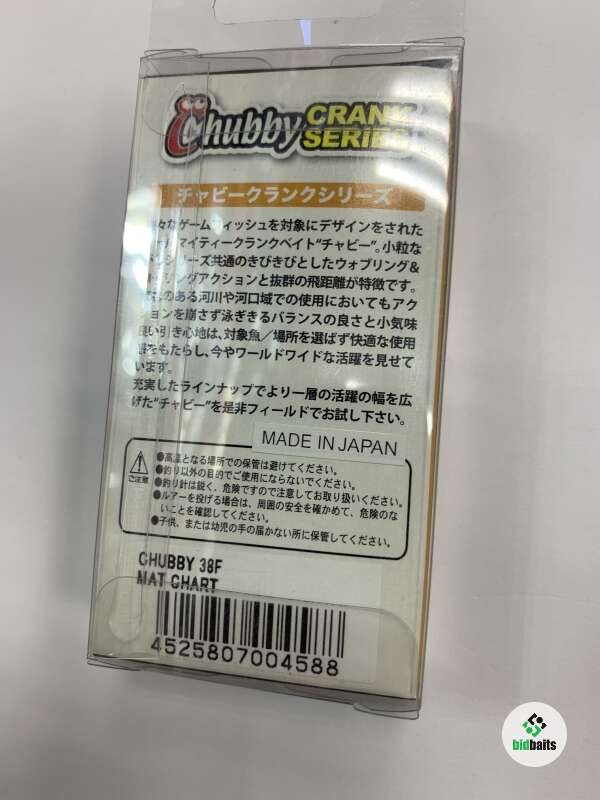 Chubby CRANK
SERIES
チャビークランクシリーズ
々なゲームフィッシュを対象にデザインをされた
マイティークランクベイト“チャビー”。小粒な
シリーズ共通のきびきびとしたウォブリング&
ングアクションと抜群の飛距離が特徴です。
のある河川や河口域での使用においてもアク
ションを崩さず泳ぎきるバランスの良さと小気味
良い引き心地は、対象魚/場所を選ばず快適な使用
感をもたらし、今やワールドワイドな活躍を見せて
います。
充実したラインナップでより一層の活躍の幅を広
げた“チャビー”を是非フィールドでお試し下さい。
MADE IN JAPAN
ご注意
●高温となる場所での保管は避けてください。
●釣り以外の目的でご使用にならないでください。
●釣り針は鋭く、危険ですので注意してお取り扱いください。
●ルアーを投げる場合は、周囲の安全を確かめて、危険のな
いことを確認してください。
●子供、または幼児の手の届かない所に保管してください。
CHUBBY 38F
MAT CHART
4525807004588
bidbaits